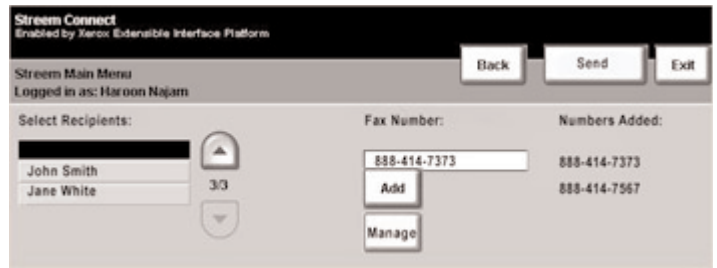 Streem Connect
Enabled by Xerox Extensible Interface Platform
Back
Send
Exit
Streem Main Menu
Logged in as: Haroon Najam
Select Recipients:
Fax Number:
Numbers Added:
888-414-7373
888-414-7373
John Smith
3/3
Add
888-414-7567
Jane White
Manage